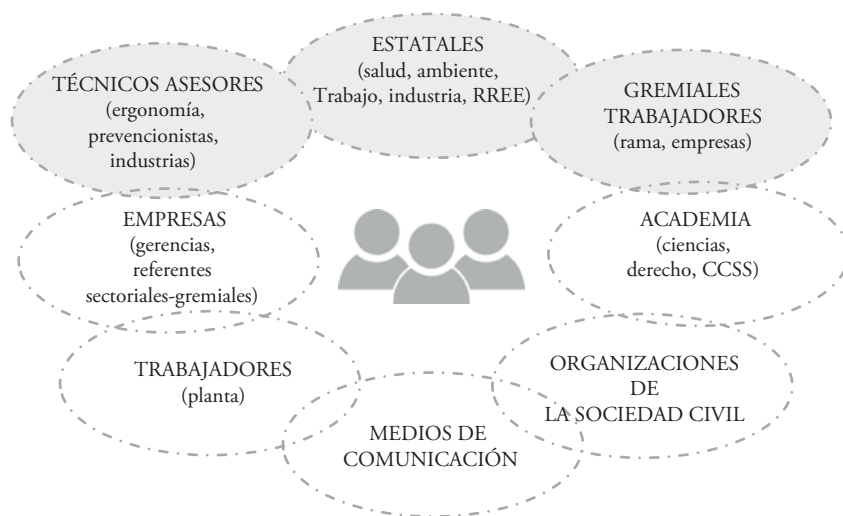 ESTATALES
(salud, ambiente,
Trabajo, industria, RREE)
TÉCNICOS ASESORES
(ergonomía,
prevencionistas,
industrias)
GREMIALES
TRABAJADORES
(rama, empresas)
EMPRESAS
(gerencias,
referentes
sectoriales-gremiales)
ACADEMIA
(ciencias,
derecho, CCSS)
TRABAJADORES
(planta)
ORGANIZACIONES
DE
LA SOCIEDAD CIVIL
MEDIOS DE
COMUNICACIÓN